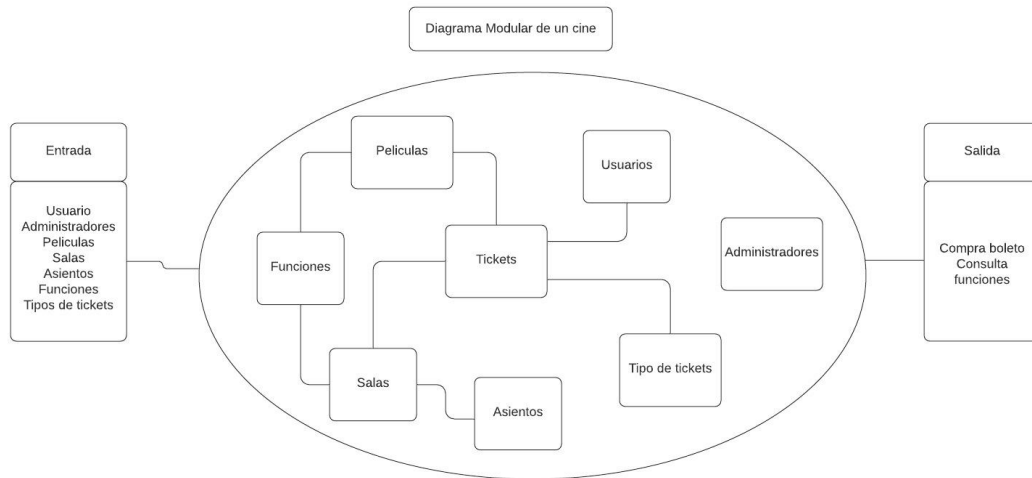 Diagrama Modular de un cine
Entrada
Usuario
Administradores
Peliculas
Salas
Asientos
Funciones
Tipos de tickets
Peliculas
Usuarios
Funciones
Tickets
Administradores
Salas
Tipo de tickets
Asientos
Salida
Compra boleto
Consulta
funciones